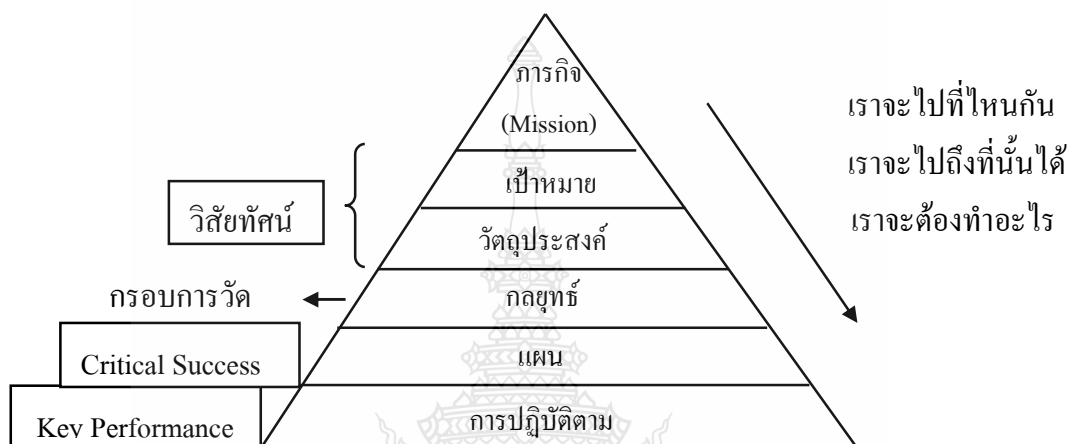 ภารกิจ
(Mission)
เป้าหมาย
วัตถุประสงค์
กลยุทธ์
แผน
การปฏิบัติตาม
วิสัยทัศน์
กรอบการวัด
Critical Success
Key Performance
เราจะไปที่ไหนกัน
เราจะไปถึงที่นั้นได้
เราจะต้องทำอะไร